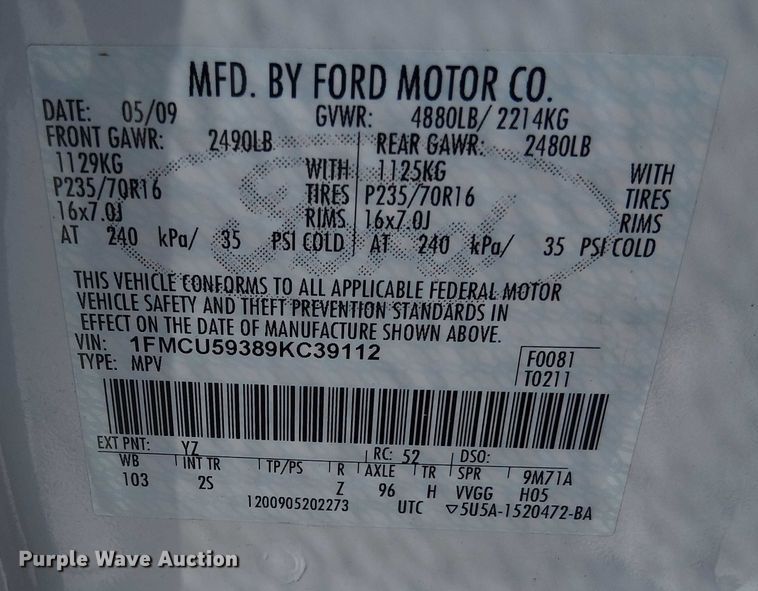 MFD. BY FORD MOTOR CO.
DATE: 05/09 GVWR: 4880LB/ 2214KG
FRONT GAWR: 2490LB REAR GAWR: 2480LB
1129KG WITH 1125KG WITH
P235/70R16 TIRES P235/70R16 TIRES
16x7.0J RIMS 16x7.0J RIMS
AT 240 kPa/ 35 PSI COLD AT 240 kPa/ 35 PSI COLD
THIS VEHICLE CONFORMS TO ALL APPLICABLE FEDERAL MOTOR
VEHICLE SAFETY AND THEFT PREVENTION STANDARDS IN
EFFECT ON THE DATE OF MANUFACTURE SHOWN ABOVE.
VIN: 1FMCU59389KC39112
TYPE: MPV
F0081
T0211
EXT PNT: YZ RC: 52 DSO:
WB INT TR TP/PS R AXLE TR SPR 9M71A
103 2S Z 96 H VVGG H05
1200905202273 UTC ▽5U5A-1520472-BA
Ford
Purple Wave Auction